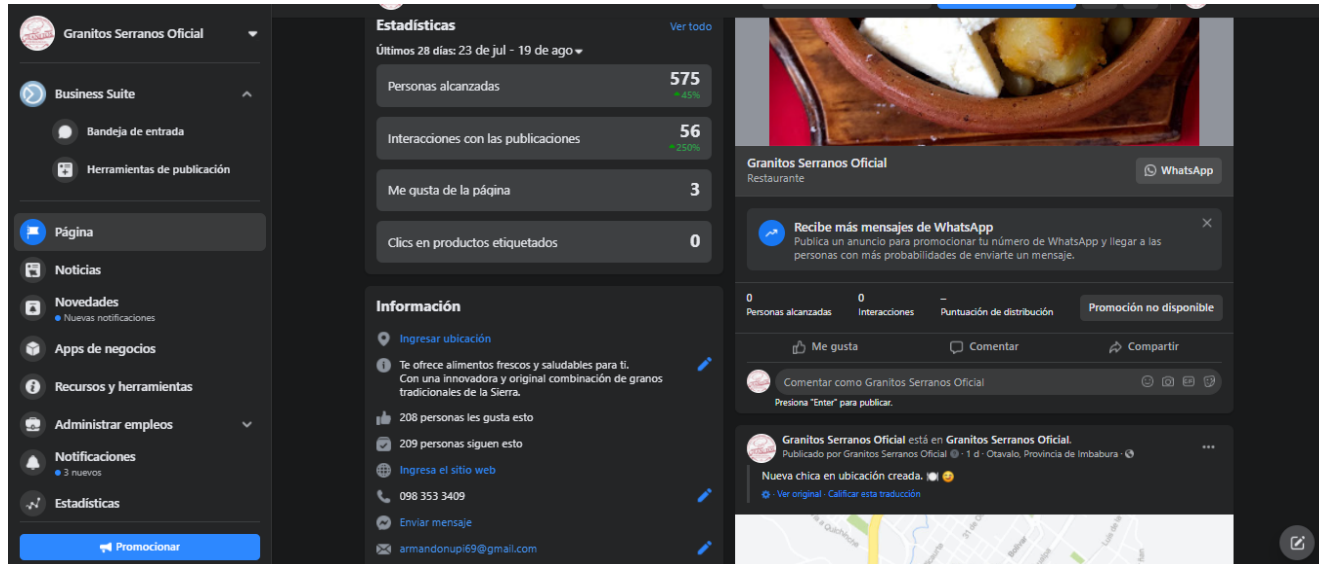 Granitos Serranos Oficial
Business Suite
Bandeja de entrada
Herramientas de publicación
Página
Noticias
Novedades
Nuevas notificaciones
Apps de negocios
Recursos y herramientas
Administrar empleos
Notificaciones
3 nuevos
Estadísticas
Promocionar
Estadísticas
Ver todo
Últimos 28 días: 23 de jul - 19 de ago
Personas alcanzadas
575
45%
Interacciones con las publicaciones
56
250%
Me gusta de la página
3
Clics en productos etiquetados
0
Información
Ingresar ubicación
Te ofrece alimentos frescos y saludables para ti.
Con una innovadora y original combinación de granos
tradicionales de la Sierra.
208 personas les gusta esto
209 personas siguen esto
Ingresa el sitio web
098 353 3409
Enviar mensaje
armandonupi69@gmail.com
Granitos Serranos Oficial
Restaurante
WhatsApp
Recibe más mensajes de WhatsApp
Publica un anuncio para promocionar tu número de WhatsApp y llegar a las
personas con más probabilidades de enviarte un mensaje.
0
Personas alcanzadas
0
Interacciones
–
Puntuación de distribución
Promoción no disponible
Me gusta
Comentar
Compartir
Comentar como Granitos Serranos Oficial
Presiona "Enter" para publicar.
Granitos Serranos Oficial está en Granitos Serranos Oficial.
Publicado por Granitos Serranos Oficial · 1 d · Otavalo, Provincia de Imbabura ·
Nueva chica en ubicación creada.
· Ver original · Calificar esta traducción
31 de Oc
Bolívar